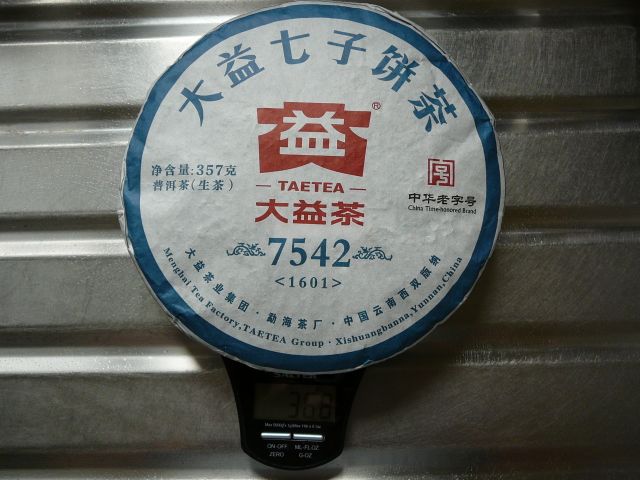 大益七子饼茶
益®
TAETEA
大益茶
净含量:357克
普洱茶(生茶)
中华老字号
China Time-honored Brand
7542
<1601>
大益茶业集团·勐海茶厂·中国云南西双版纳
Menghai Tea Factory,TAETEA Group·Xishuangbanna,Yunnan,China
368
ON-OFF
ZERO
ML-FL·OZ
G-OZ